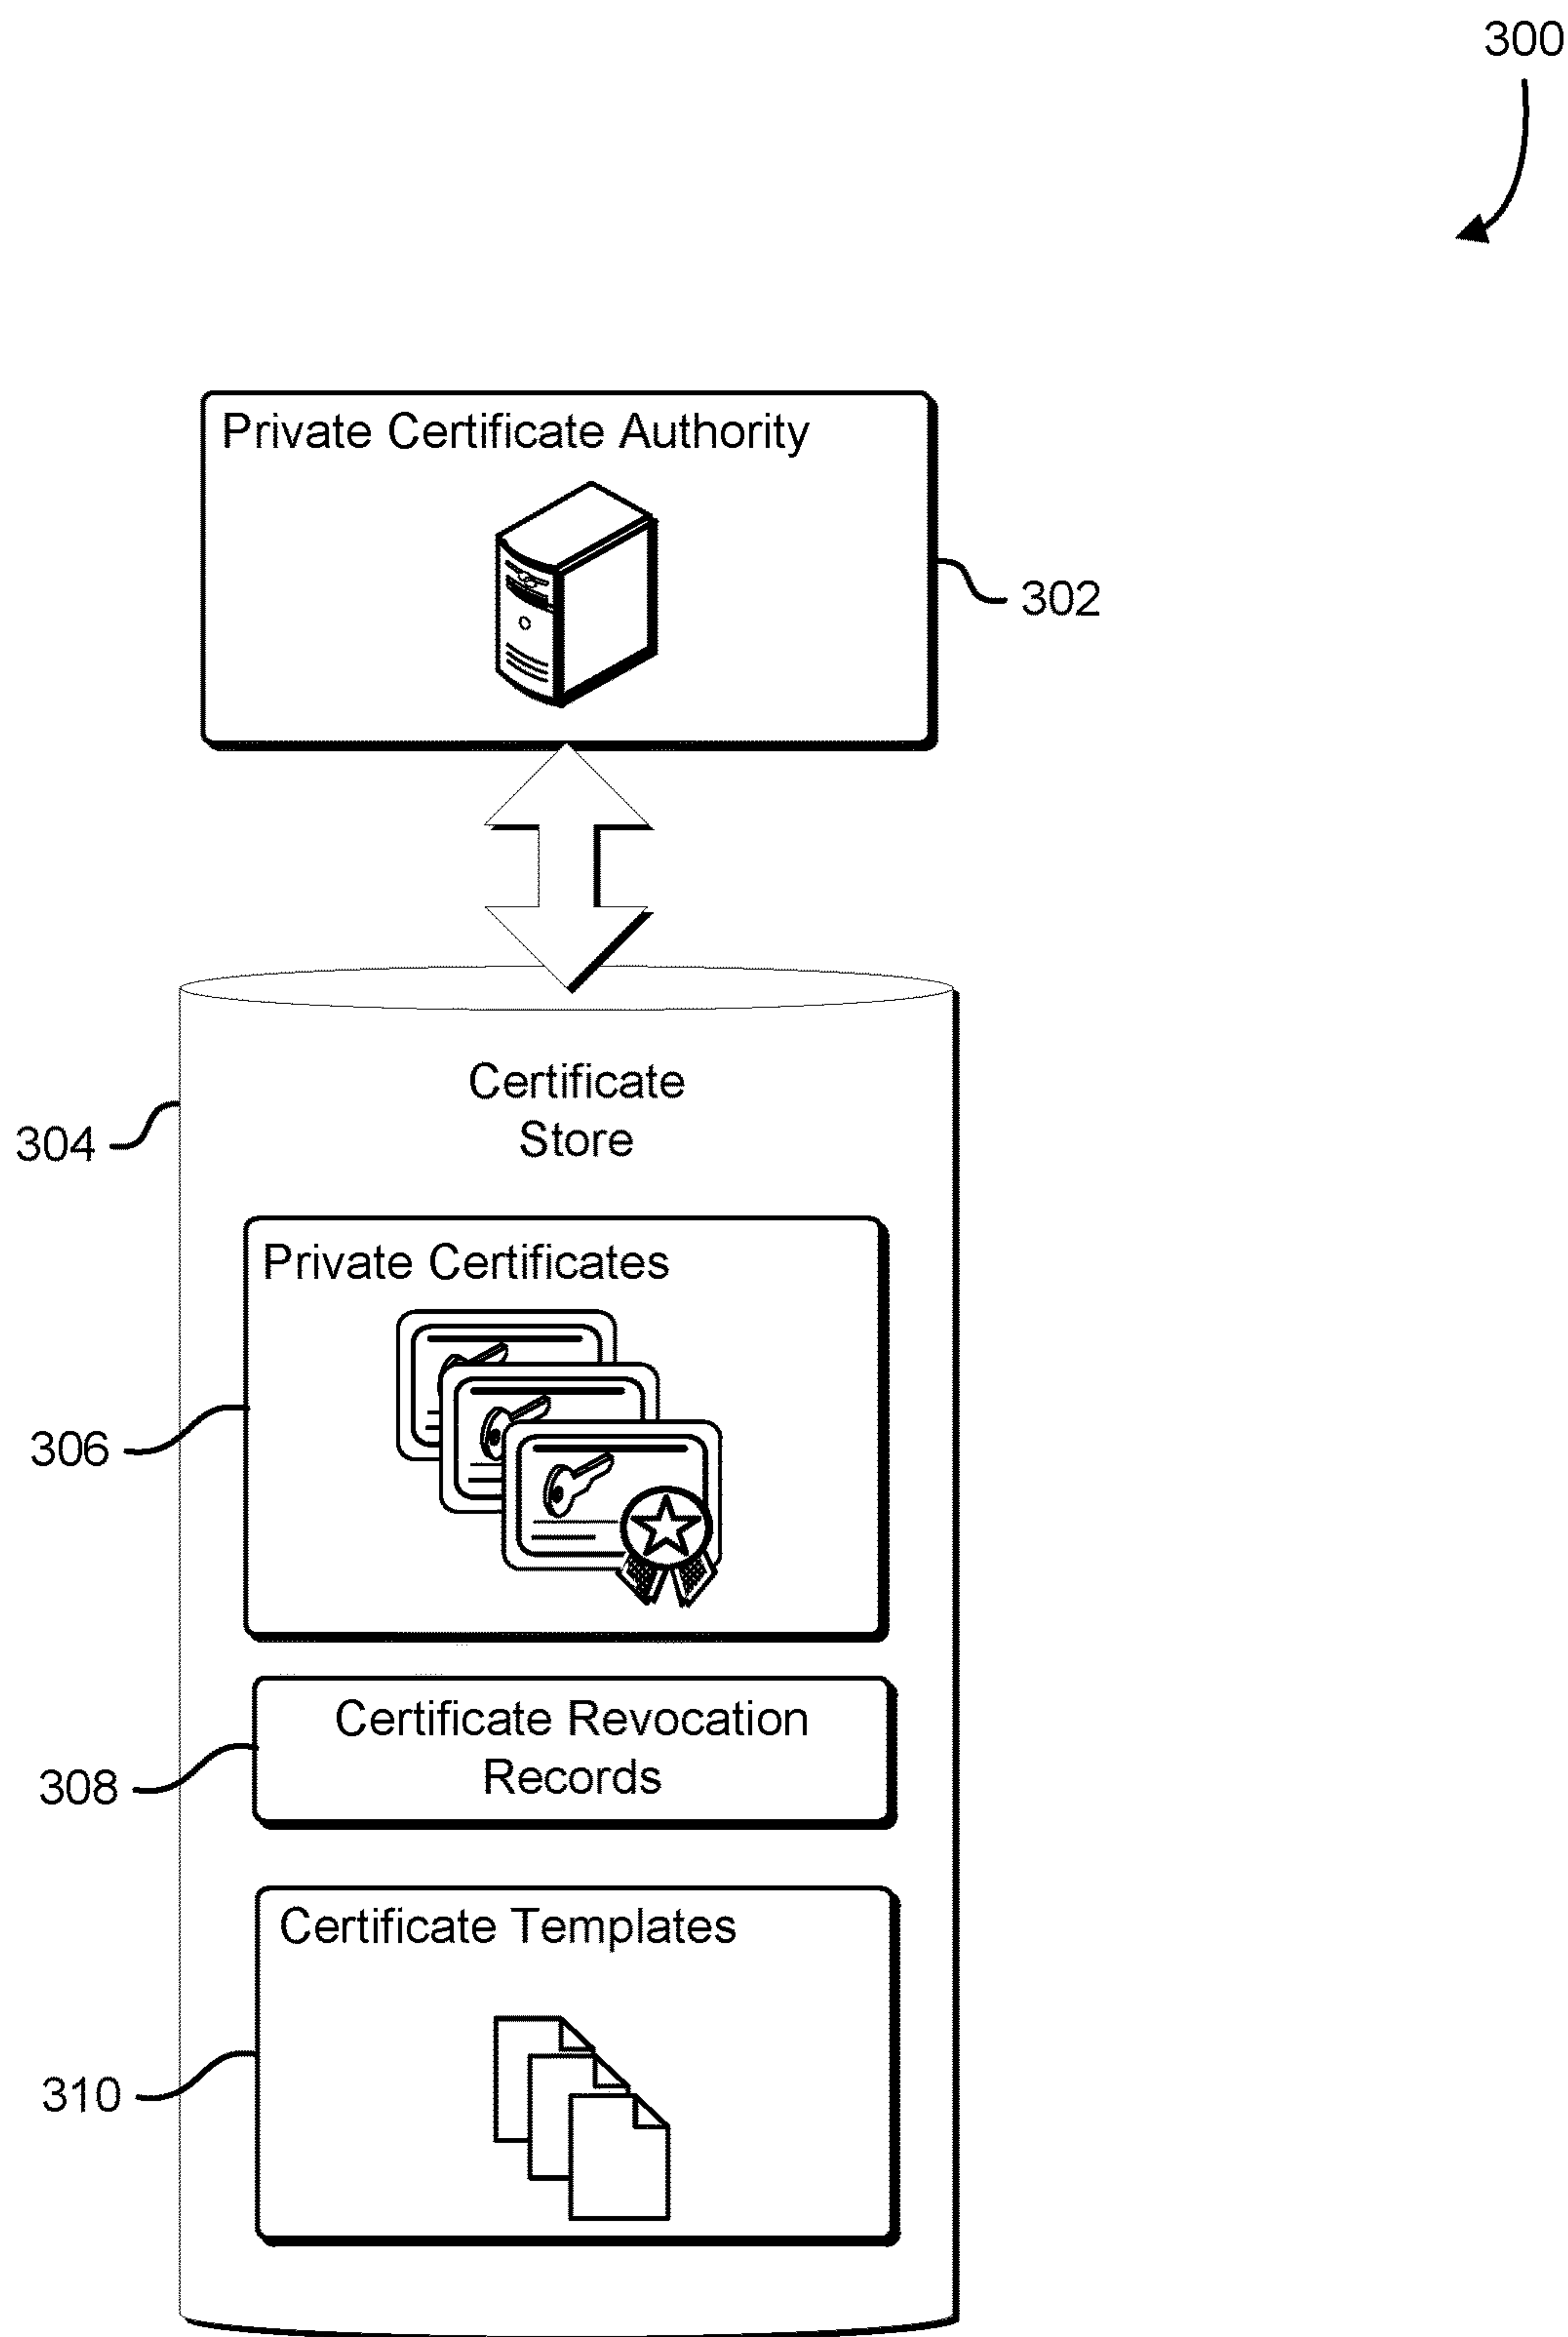 300
Private Certificate Authority
302
Certificate
Store
304
Private Certificates
306
Certificate Revocation
Records
308
Certificate Templates
310